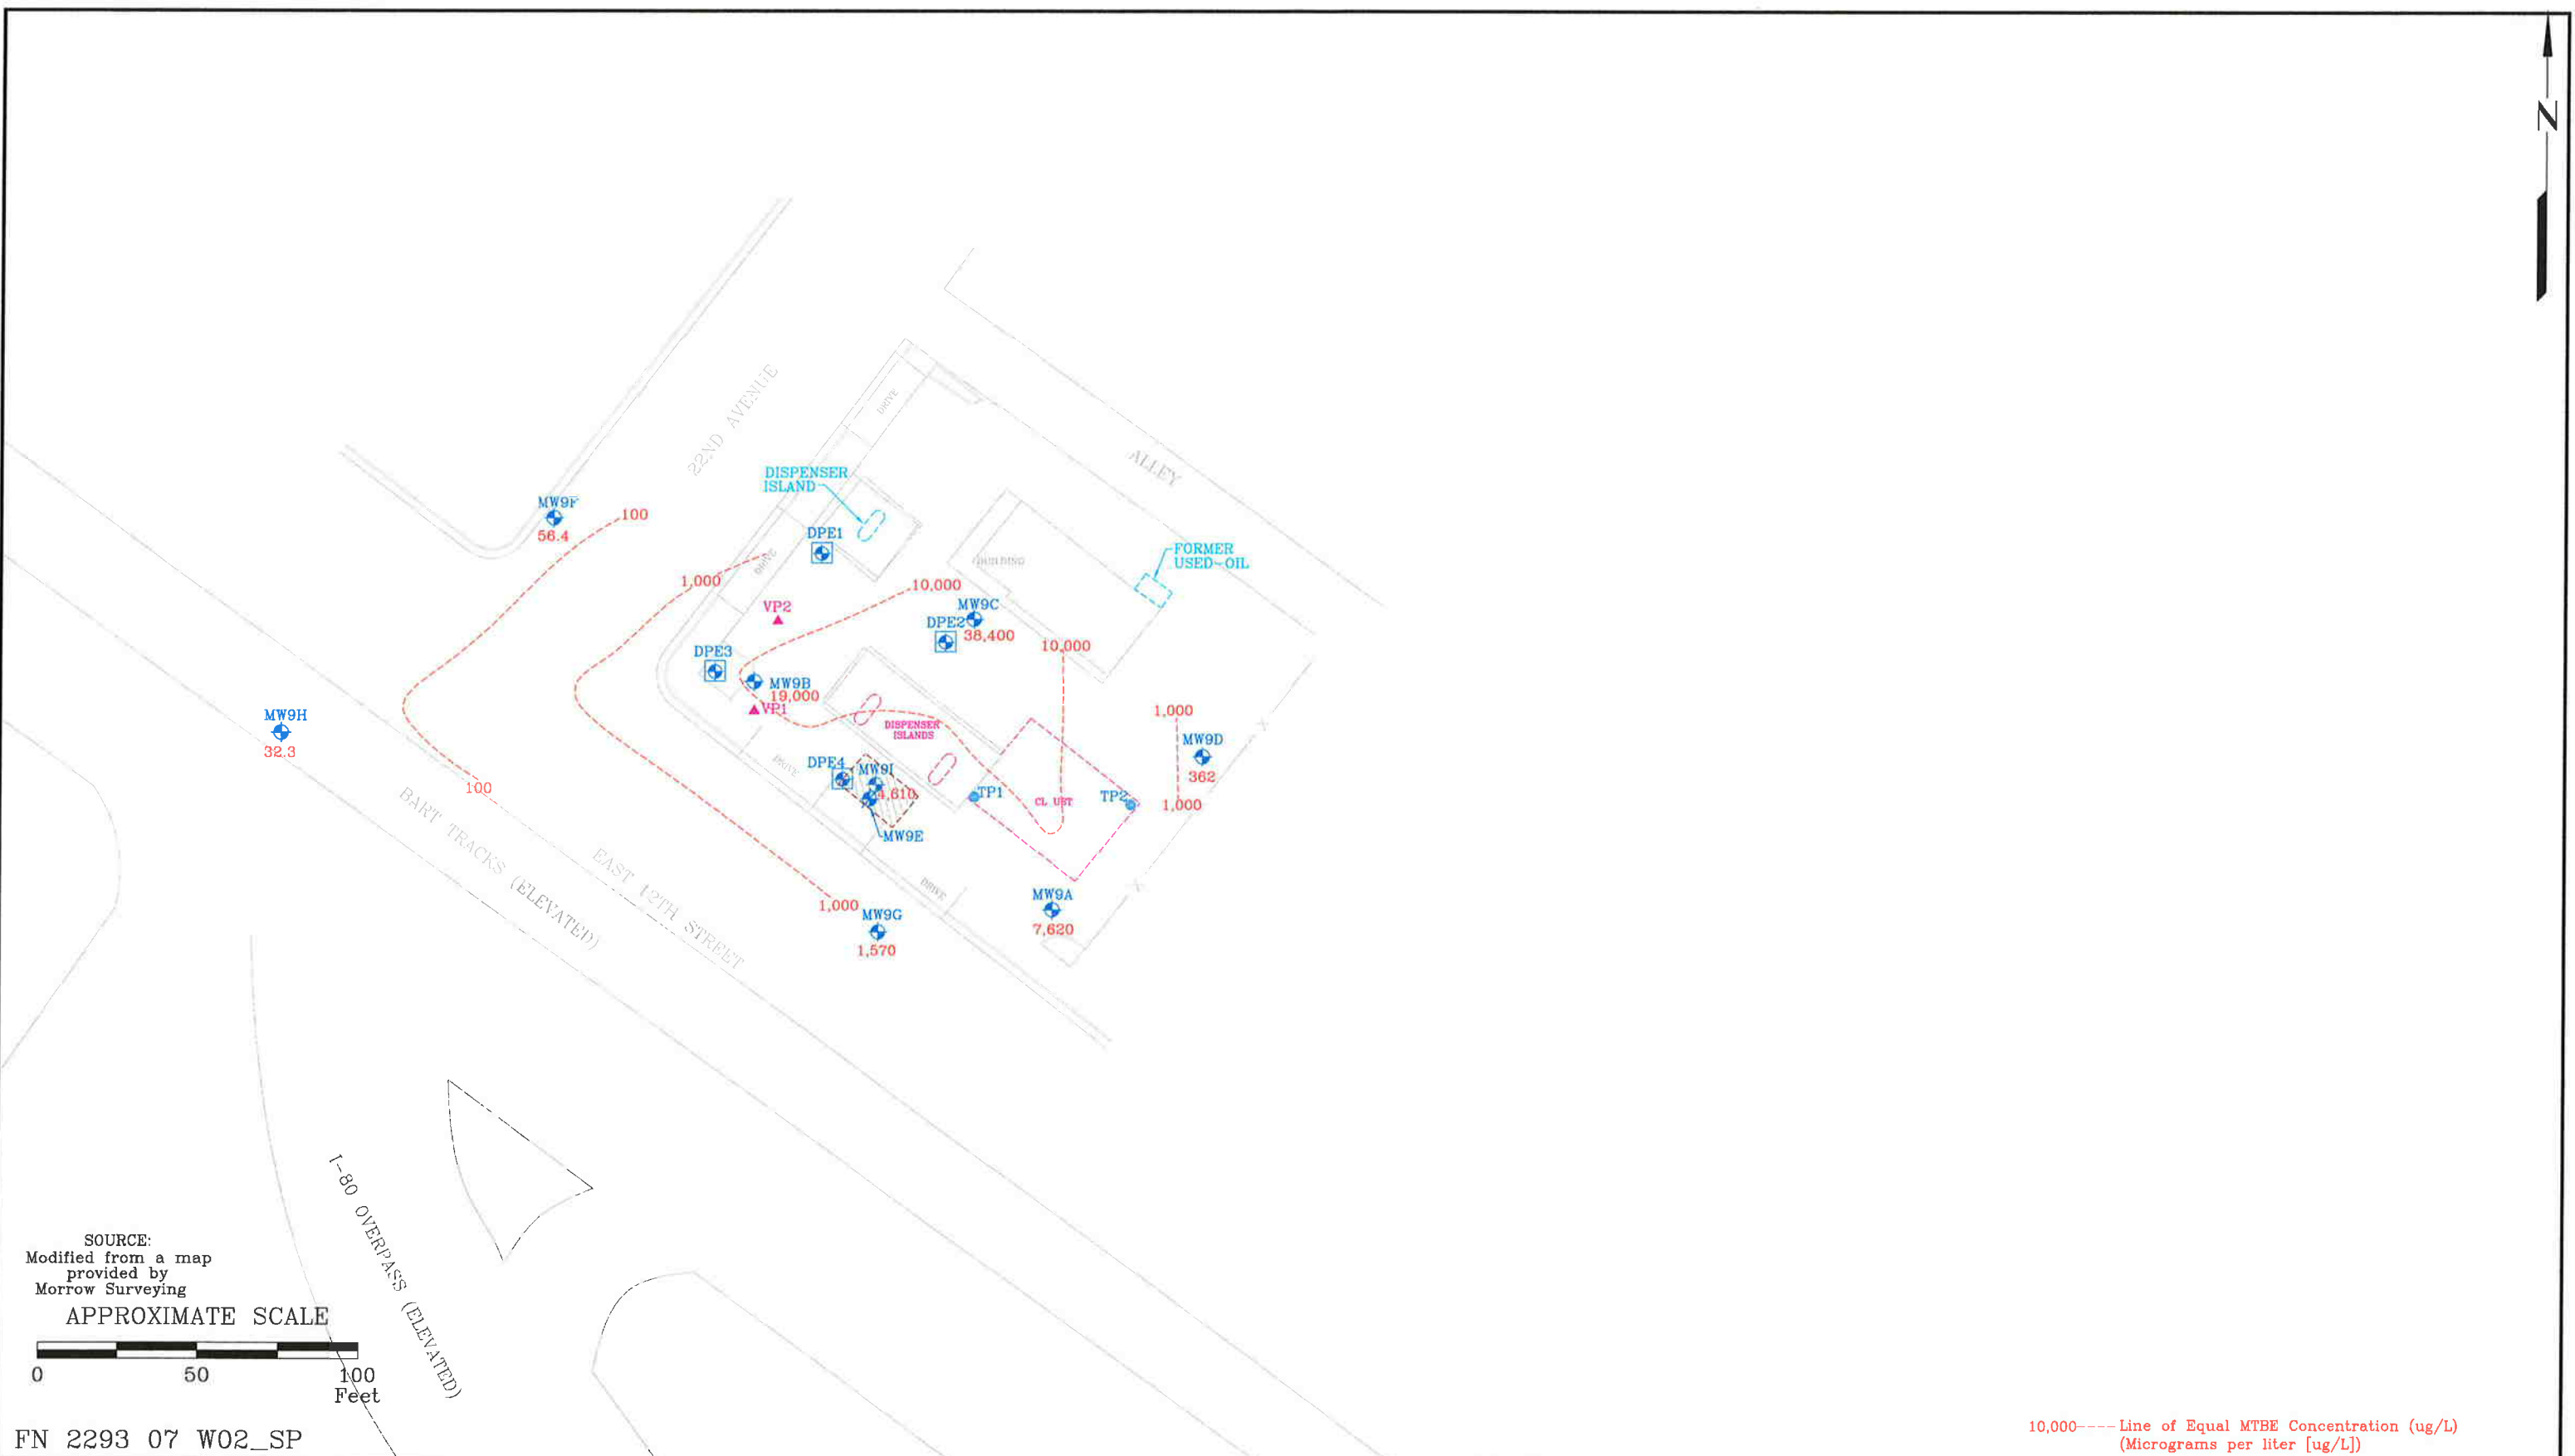 N
22ND AVENUE
DRIVE
ALLEY
DISPENSER
ISLAND
MW9F
56.4
100
DPE1
DRIVE
BUILDING
FORMER
USED-OIL
1,000
10,000
VP2
MW9C
DPE2
38,400
10,000
DPE3
MW9B
19,000
VP1
MW9H
32.3
DISPENSER
ISLANDS
1,000
MW9D
362
1,000
DRIVE
DPE4
MW9I
4,610
TP1
CL UST
TP2
MW9E
100
BART TRACKS (ELEVATED)
EAST 12TH STREET
1,000
MW9G
1,570
DRIVE
MW9A
7,620
X
X
I-80 OVERPASS (ELEVATED)
SOURCE:
Modified from a map
provided by
Morrow Surveying
APPROXIMATE SCALE
0 50 100
Feet
FN 2293 07 W02_SP
10,000---- Line of Equal MTBE Concentration (ug/L)
(Micrograms per liter [ug/L])